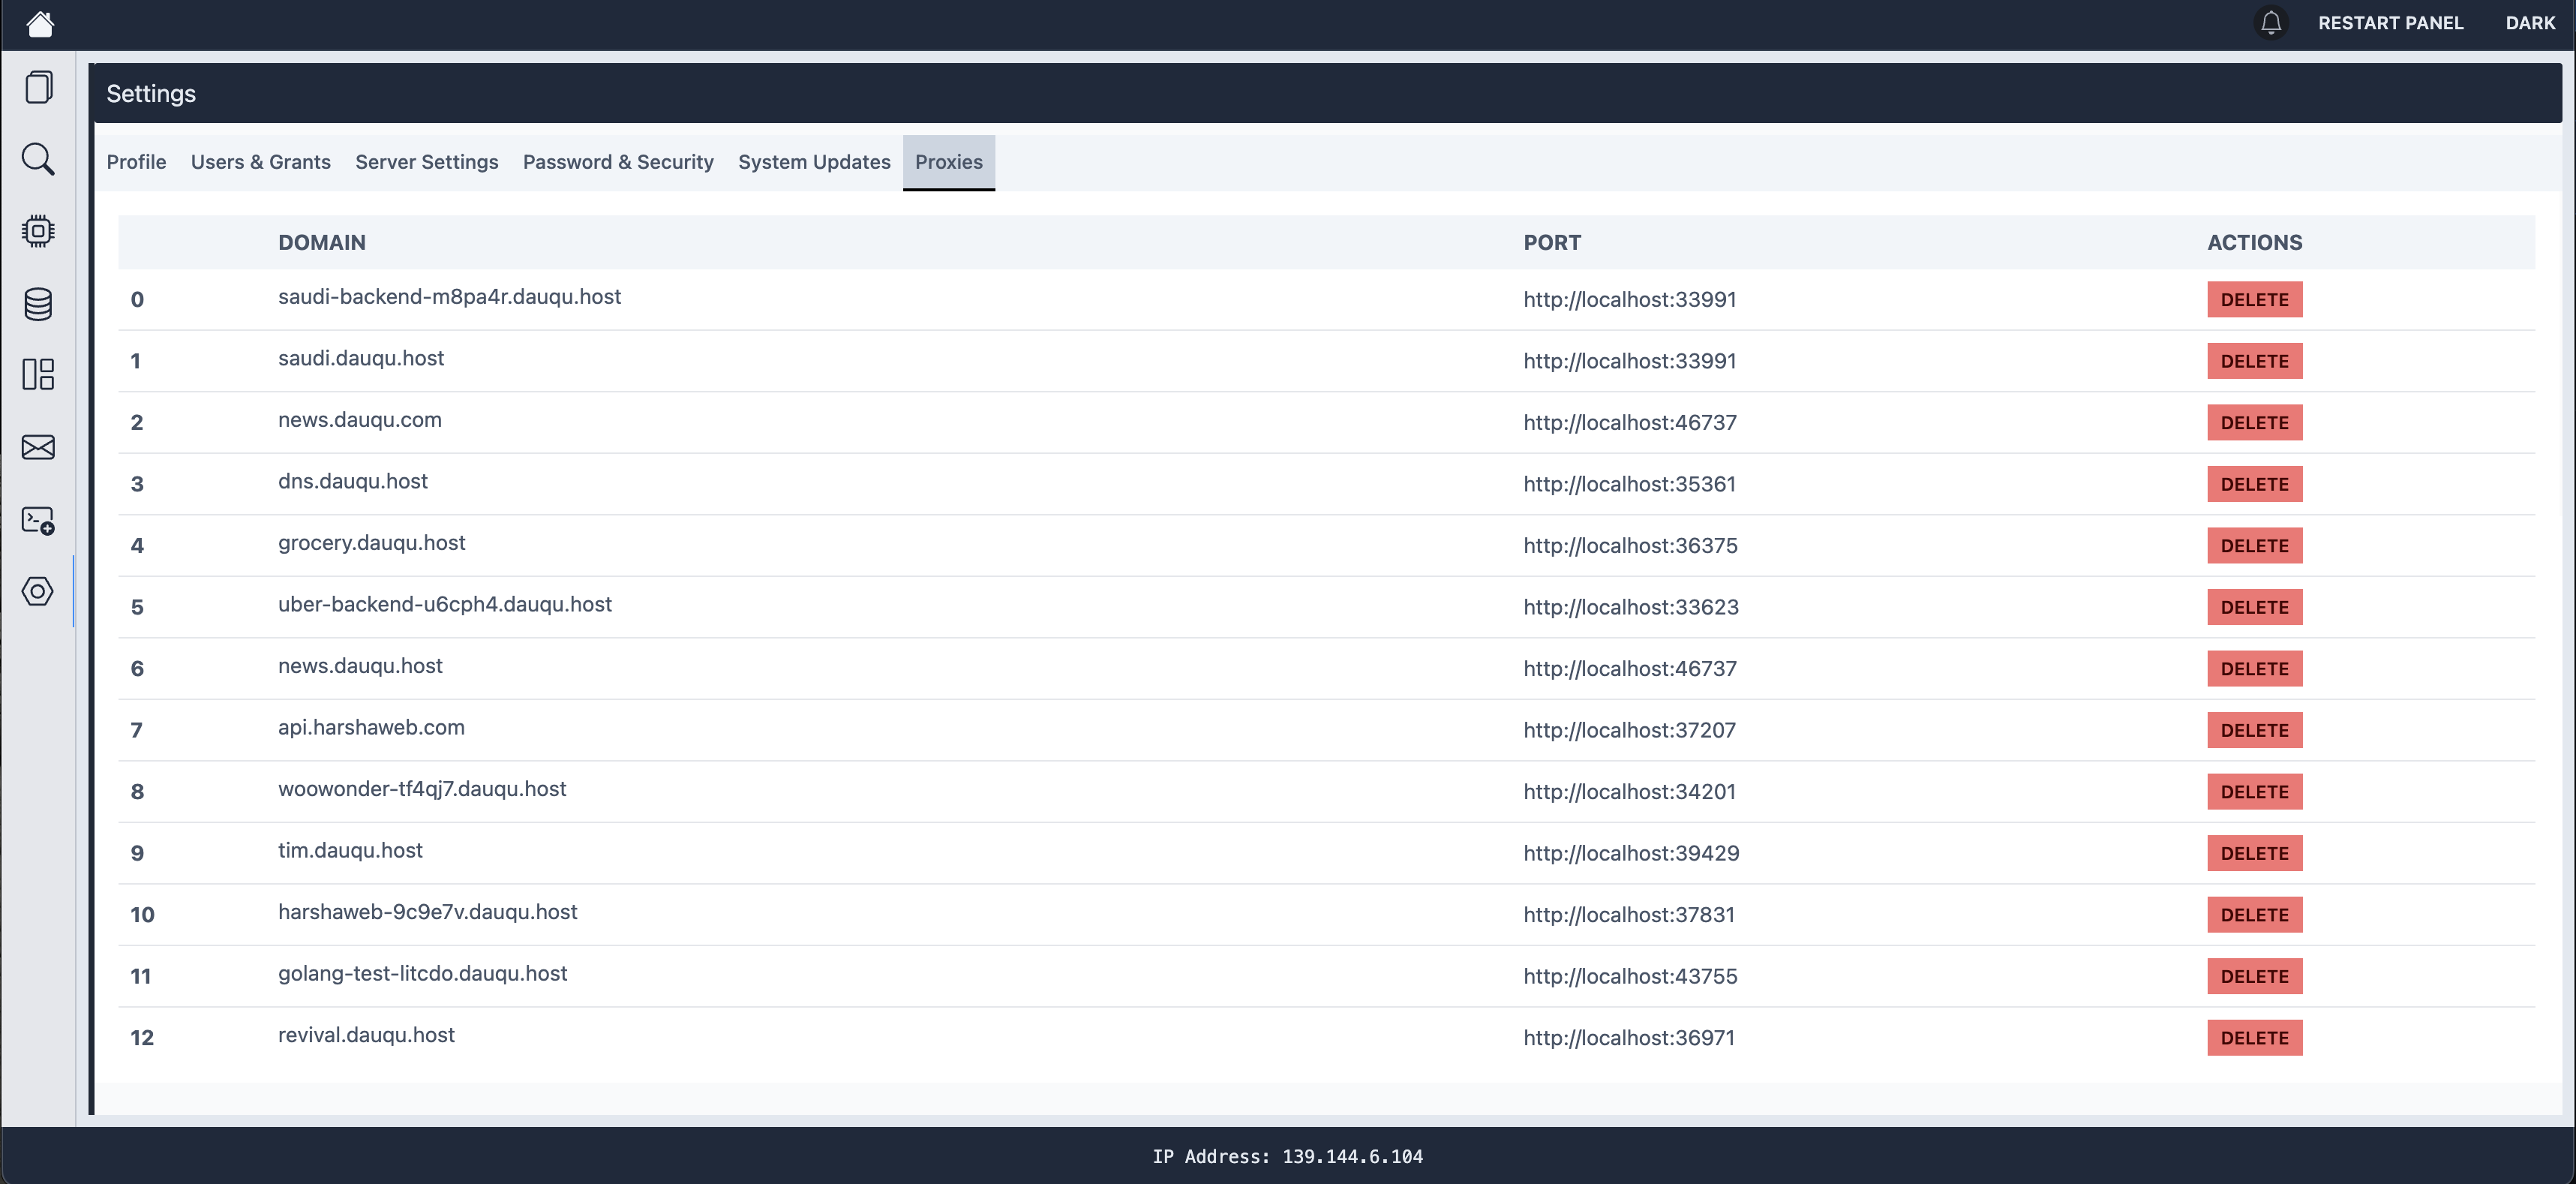 RESTART PANEL DARK
Settings
Profile Users & Grants Server Settings Password & Security System Updates Proxies
DOMAIN PORT ACTIONS
0 saudi-backend-m8pa4r.dauqu.host http://localhost:33991 DELETE
1 saudi.dauqu.host http://localhost:33991 DELETE
2 news.dauqu.com http://localhost:46737 DELETE
3 dns.dauqu.host http://localhost:35361 DELETE
4 grocery.dauqu.host http://localhost:36375 DELETE
5 uber-backend-u6cph4.dauqu.host http://localhost:33623 DELETE
6 news.dauqu.host http://localhost:46737 DELETE
7 api.harshaweb.com http://localhost:37207 DELETE
8 woowonder-tf4qj7.dauqu.host http://localhost:34201 DELETE
9 tim.dauqu.host http://localhost:39429 DELETE
10 harshaweb-9c9e7v.dauqu.host http://localhost:37831 DELETE
11 golang-test-litcdo.dauqu.host http://localhost:43755 DELETE
12 revival.dauqu.host http://localhost:36971 DELETE
IP Address: 139.144.6.104